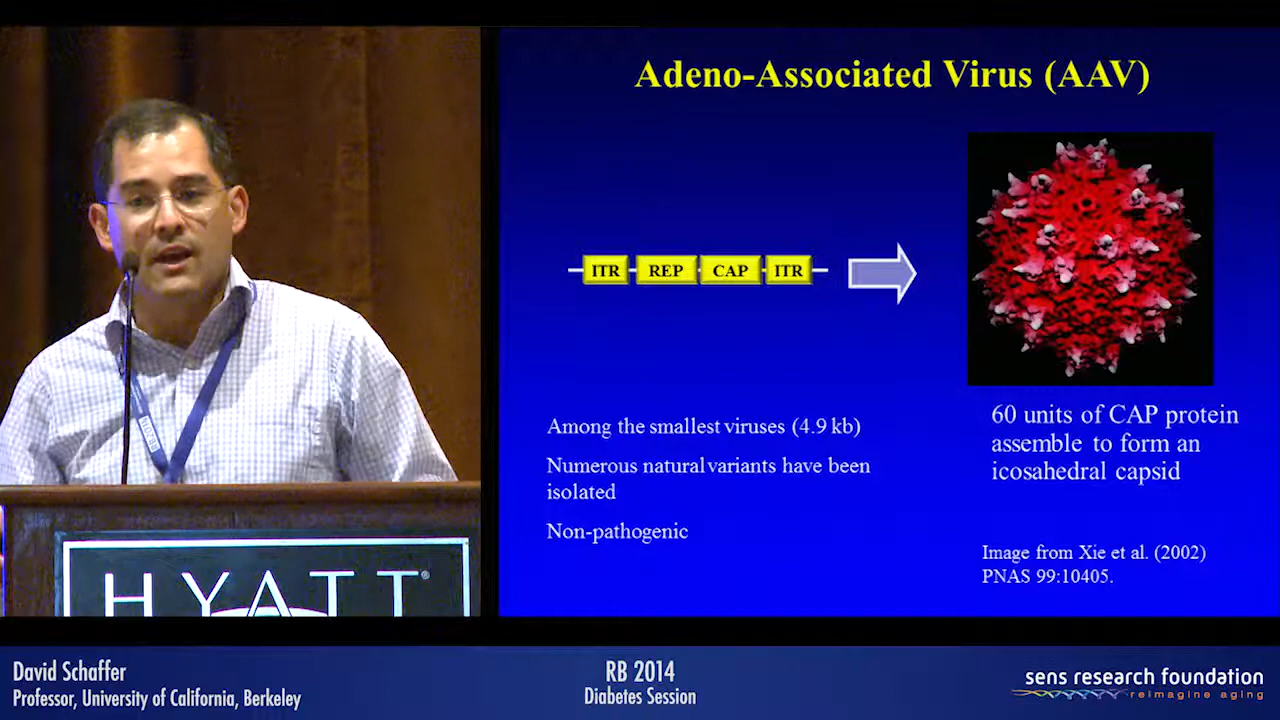 Adeno-Associated Virus (AAV)
ITR REP CAP ITR
Among the smallest viruses (4.9 kb)
Numerous natural variants have been
isolated
Non-pathogenic
60 units of CAP protein
assemble to form an
icosahedral capsid
Image from Xie et al. (2002)
PNAS 99:10405.
HYATT®
David Schaffer
Professor, University of California, Berkeley
RB 2014
Diabetes Session
sens research foundation
reimagine aging